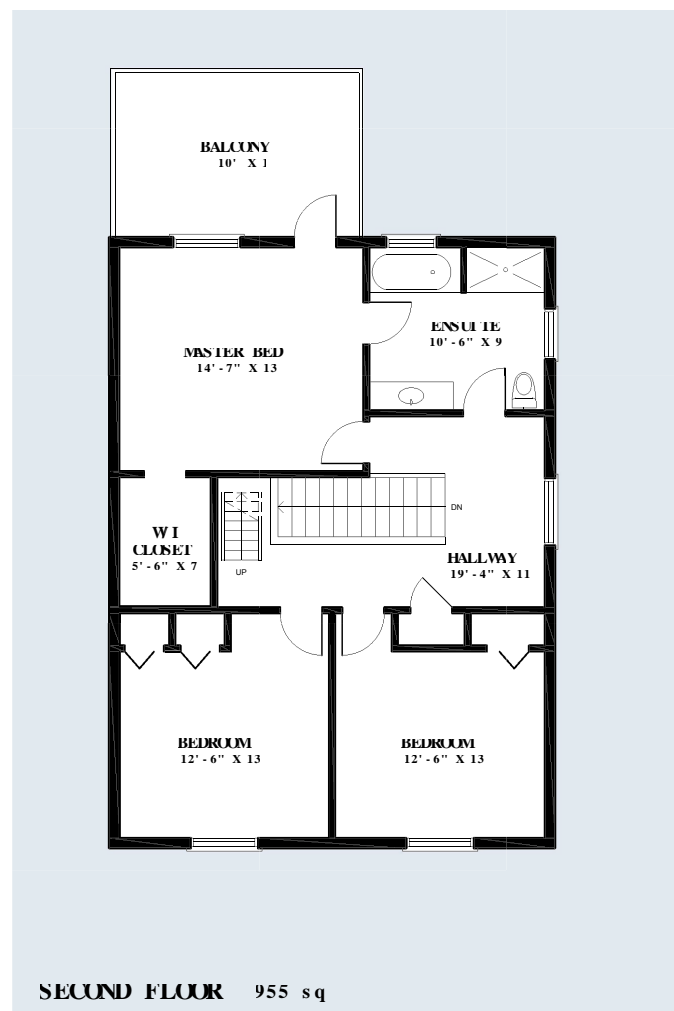 BALCONY
10' X 1
ENSUITE
10'-6" X 9
MASTER BED
14'-7" X 13
DN
W I
CLOSET
5'-6" X 7
UP
HALLWAY
19'-4" X 11
BEDROOM
12'-6" X 13
BEDROOM
12'-6" X 13
SECOND FLOOR 955 sq